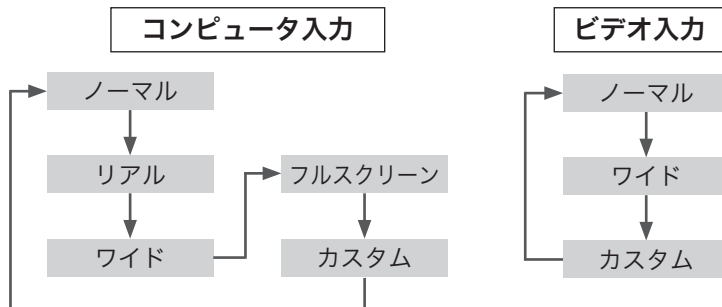 コンピュータ入力
ノーマル
リアル
ワイド
フルスクリーン
カスタム
ビデオ入力
ノーマル
ワイド
カスタム